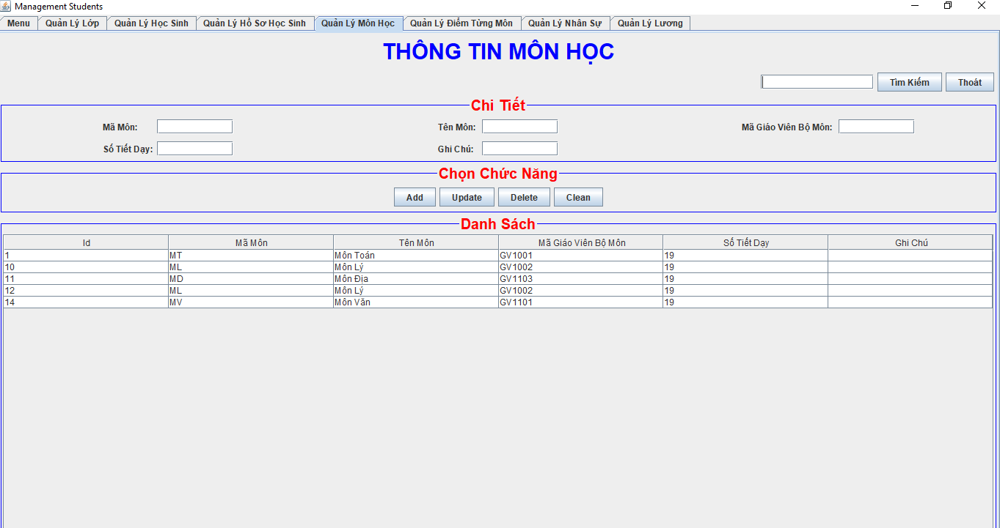 Management Students
Menu Quản Lý Lớp Quản Lý Học Sinh Quản Lý Hồ Sơ Học Sinh Quản Lý Môn Học Quản Lý Điểm Từng Môn Quản Lý Nhân Sự Quản Lý Lương
THÔNG TIN MÔN HỌC
Tìm Kiếm Thoát
Chi Tiết
Mã Môn: Tên Môn: Mã Giáo Viên Bộ Môn:
Số Tiết Dạy: Ghi Chú:
Chọn Chức Năng
Add Update Delete Clean
Danh Sách
Id Mã Môn Tên Môn Mã Giáo Viên Bộ Môn Số Tiết Dạy Ghi Chú
1 MT Môn Toán GV1001 19
10 ML Môn Lý GV1002 19
11 MD Môn Địa GV1103 19
12 ML Môn Lý GV1002 19
14 MV Môn Văn GV1101 19